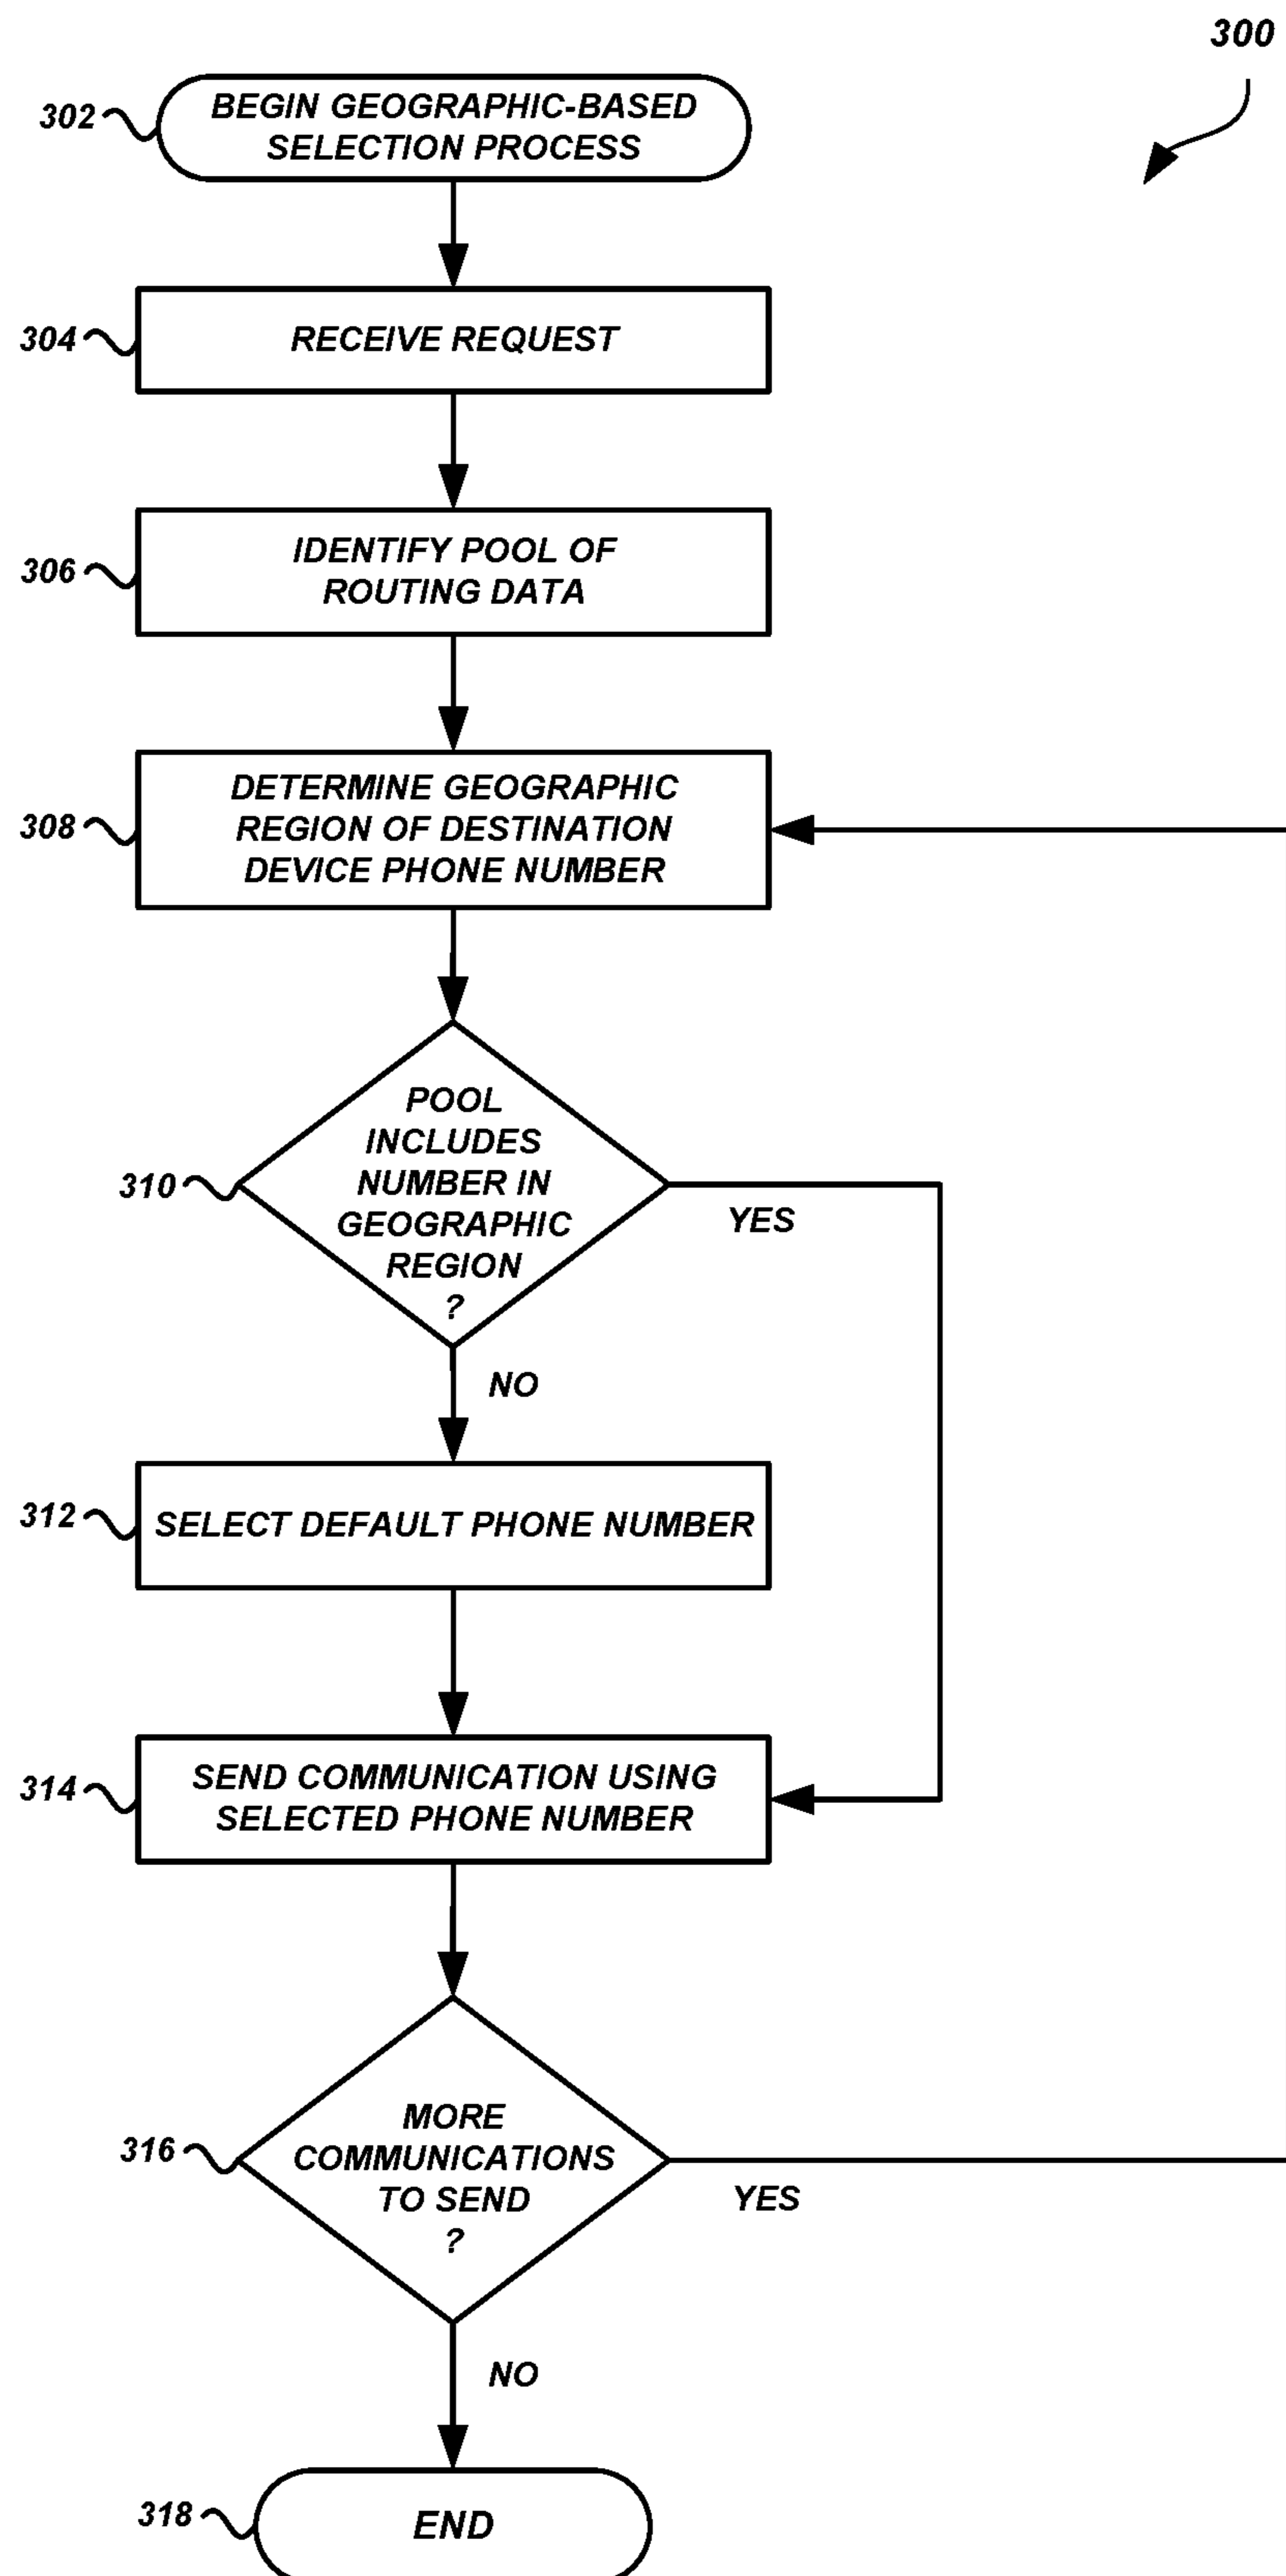 300
302
BEGIN GEOGRAPHIC-BASED
SELECTION PROCESS
304
RECEIVE REQUEST
306
IDENTIFY POOL OF
ROUTING DATA
308
DETERMINE GEOGRAPHIC
REGION OF DESTINATION
DEVICE PHONE NUMBER
310
POOL
INCLUDES
NUMBER IN
GEOGRAPHIC
REGION
?
YES
NO
312
SELECT DEFAULT PHONE NUMBER
314
SEND COMMUNICATION USING
SELECTED PHONE NUMBER
316
MORE
COMMUNICATIONS
TO SEND
?
YES
NO
318
END